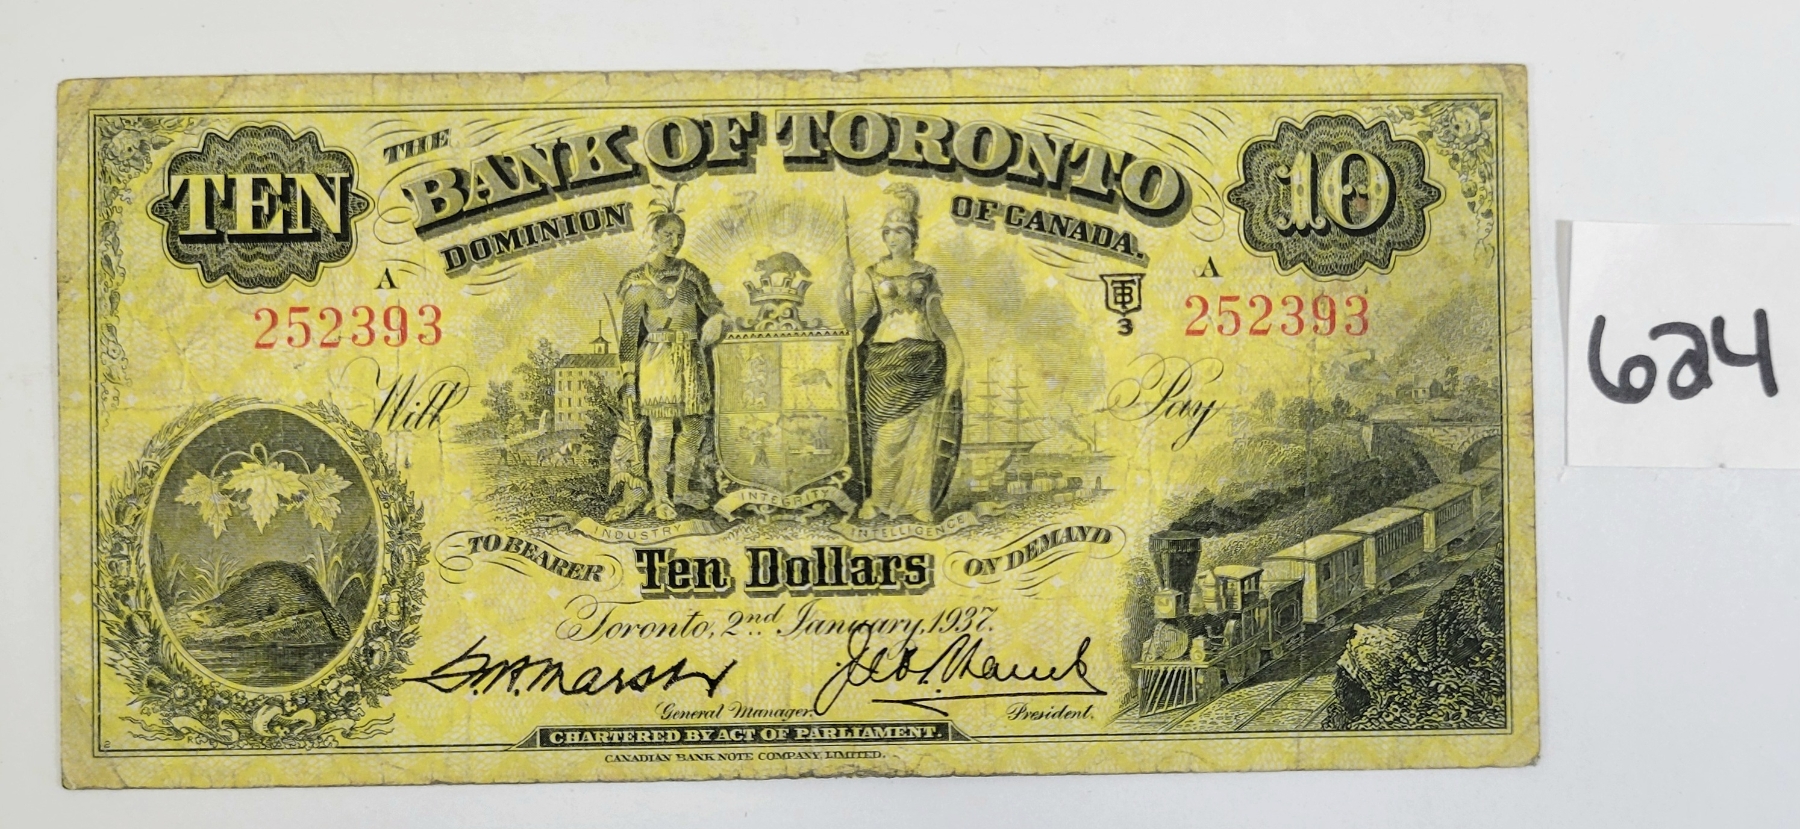 THE
BANK OF TORONTO
DOMINION OF CANADA.
TEN
10
A
A
BT
3
252393
252393
624
Will Pay
INDUSTRY INTEGRITY INTELLIGENCE
TO BEARER Ten Dollars ON DEMAND
Toronto, 2nd January, 1937.
General Manager. President.
CHARTERED BY ACT OF PARLIAMENT.
CANADIAN BANK NOTE COMPANY, LIMITED.